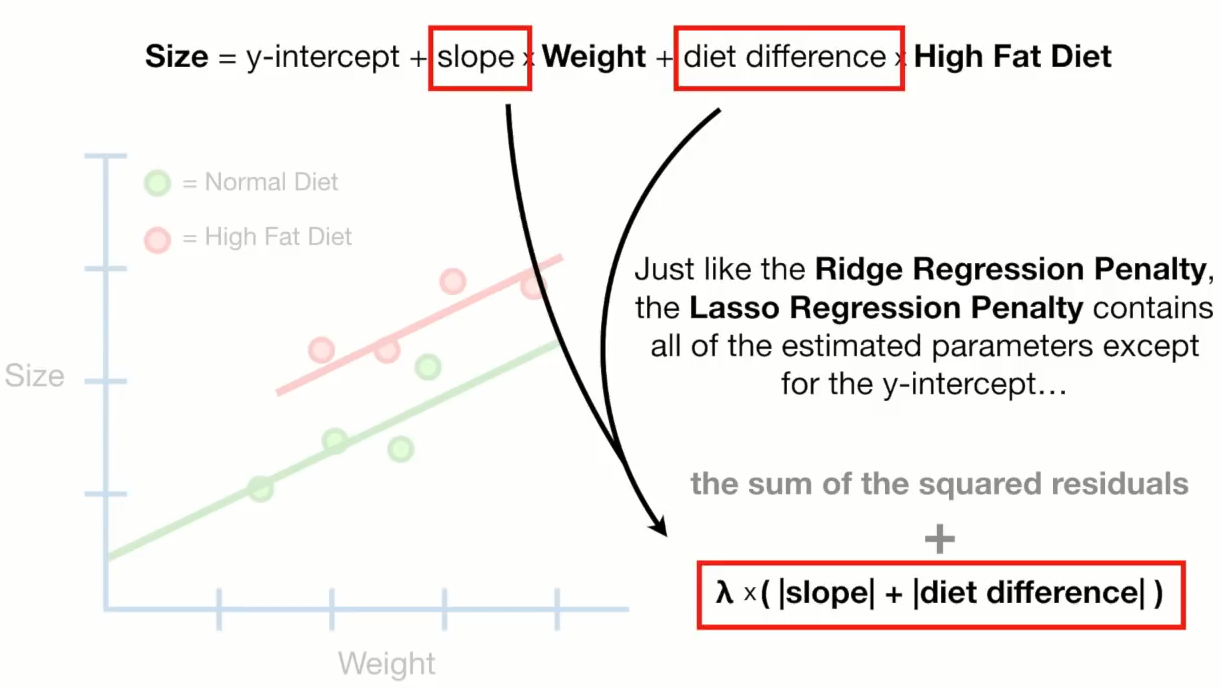 Size = y-intercept + slope x Weight + diet difference x High Fat Diet
= Normal Diet
= High Fat Diet
Just like the Ridge Regression Penalty,
the Lasso Regression Penalty contains
all of the estimated parameters except
for the y-intercept…
Size
the sum of the squared residuals
+
λ x ( |slope| + |diet difference| )
Weight